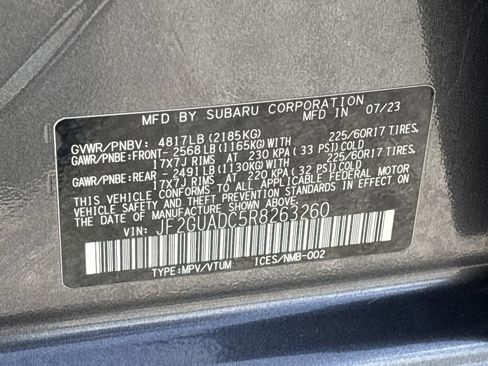 MFD BY SUBARU CORPORATION IN 07/23
GVWR/PNBV: 4817LB (2185KG)
GAWR/PNBE:FRONT- 2568LB (1165KG)WITH 225/60R17 TIRES,
17X7J RIMS AT 230 KPA ( 33 PSI) COLD
GAWR/PNBE:REAR - 2491LB (1130KG)WITH 225/60R17 TIRES,
17X7J RIMS AT 220 KPA ( 32 PSI) COLD
THIS VEHICLE CONFORMS TO ALL APPLICABLE FEDERAL MOTOR
VEHICLE SAFETY AND THEFT PREVENTION STANDARDS IN EFFECT
ON THE DATE OF MANUFACTURE SHOWN ABOVE.
VIN: JF2GUADC5R8263260
TYPE:MPV/VTUM ICES/NMB-002